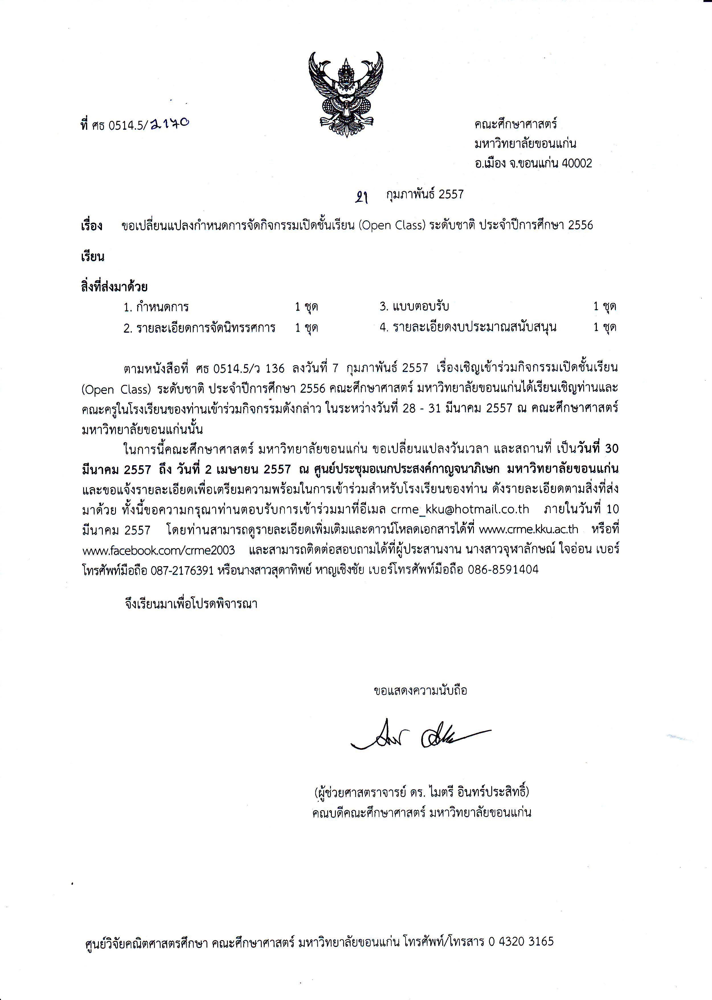 ที่ ศธ 0514.5/2170
คณะศึกษาศาสตร์
มหาวิทยาลัยขอนแก่น
อ.เมือง จ.ขอนแก่น 40002
21 กุมภาพันธ์ 2557
เรื่อง ขอเปลี่ยนแปลงกำหนดการจัดกิจกรรมเปิดชั้นเรียน (Open Class) ระดับชาติ ประจำปีการศึกษา 2556
เรียน
สิ่งที่ส่งมาด้วย
1. กำหนดการ 1 ชุด 3. แบบตอบรับ 1 ชุด
2. รายละเอียดการจัดนิทรรศการ 1 ชุด 4. รายละเอียดงบประมาณสนับสนุน 1 ชุด
ตามหนังสือที่ ศธ 0514.5/ว 136 ลงวันที่ 7 กุมภาพันธ์ 2557 เรื่องเชิญเข้าร่วมกิจกรรมเปิดชั้นเรียน
(Open Class) ระดับชาติ ประจำปีการศึกษา 2556 คณะศึกษาศาสตร์ มหาวิทยาลัยขอนแก่นได้เรียนเชิญท่านและ
คณะครูในโรงเรียนของท่านเข้าร่วมกิจกรรมดังกล่าว ในระหว่างวันที่ 28 - 31 มีนาคม 2557 ณ คณะศึกษาศาสตร์
มหาวิทยาลัยขอนแก่นนั้น
ในการนี้คณะศึกษาศาสตร์ มหาวิทยาลัยขอนแก่น ขอเปลี่ยนแปลงวันเวลา และสถานที่ เป็นวันที่ 30
มีนาคม 2557 ถึง วันที่ 2 เมษายน 2557 ณ ศูนย์ประชุมอเนกประสงค์กาญจนาภิเษก มหาวิทยาลัยขอนแก่น
และขอแจ้งรายละเอียดเพื่อเตรียมความพร้อมในการเข้าร่วมสำหรับโรงเรียนของท่าน ดังรายละเอียดตามสิ่งที่ส่ง
มาด้วย ทั้งนี้ขอความกรุณาท่านตอบรับการเข้าร่วมมาที่อีเมล crme_kku@hotmail.co.th ภายในวันที่ 10
มีนาคม 2557 โดยท่านสามารถดูรายละเอียดเพิ่มเติมและดาวน์โหลดเอกสารได้ที่ www.crme.kku.ac.th หรือที่
www.facebook.com/crme2003 และสามารถติดต่อสอบถามได้ที่ผู้ประสานงาน นางสาวจุฬาลักษณ์ ใจอ่อน เบอร์
โทรศัพท์มือถือ 087-2176391 หรือนางสาวสุดาทิพย์ หาญเชิงชัย เบอร์โทรศัพท์มือถือ 086-8591404
จึงเรียนมาเพื่อโปรดพิจารณา
ขอแสดงความนับถือ
(ผู้ช่วยศาสตราจารย์ ดร. ไมตรี อินทร์ประสิทธิ์)
คณบดีคณะศึกษาศาสตร์ มหาวิทยาลัยขอนแก่น
ศูนย์วิจัยคณิตศาสตรศึกษา คณะศึกษาศาสตร์ มหาวิทยาลัยขอนแก่น โทรศัพท์/โทรสาร 0 4320 3165